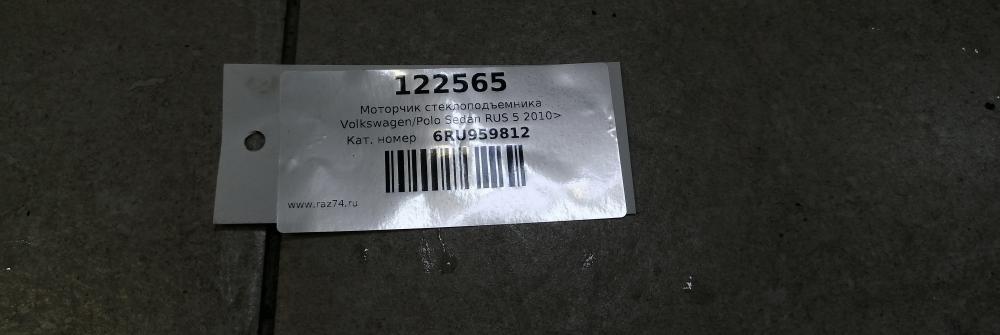 122565
Моторчик стеклоподъемника
Volkswagen/Polo Sedan RUS 5 2010>
Кат. номер 6RU959812
www.raz74.ru